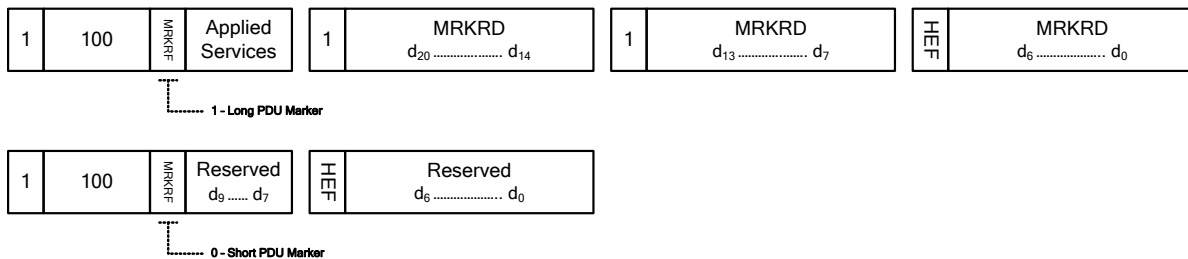 1 100 MRKRF Applied Services 1 MRKRD 1 MRKRD HEF MRKRD
d20 .................... d14 d13 .................... d7 d6 .................... d0
1 - Long PDU Marker
1 100 MRKRF Reserved HEF Reserved
d9 ...... d7 d6 .................... d0
0 - Short PDU Marker